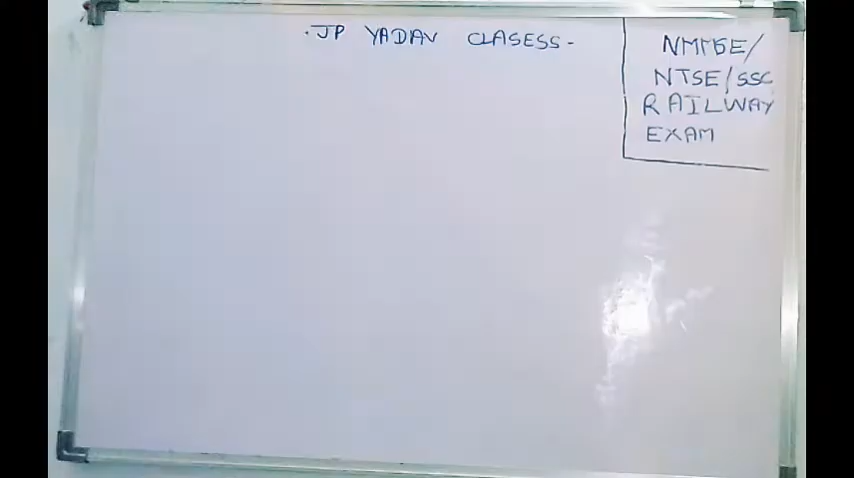 .JP YADAV CLASESS-
NMMSE/
NTSE/SSC
RAILWAY
EXAM